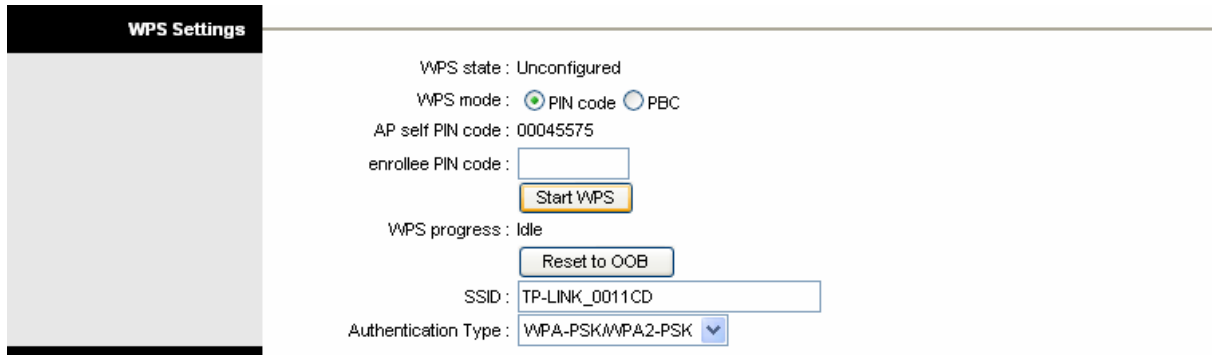 WPS Settings
WPS state : Unconfigured
WPS mode : PIN code PBC
AP self PIN code : 00045575
enrollee PIN code :
Start WPS
WPS progress : Idle
Reset to OOB
SSID : TP-LINK_0011CD
Authentication Type : WPA-PSK/WPA2-PSK